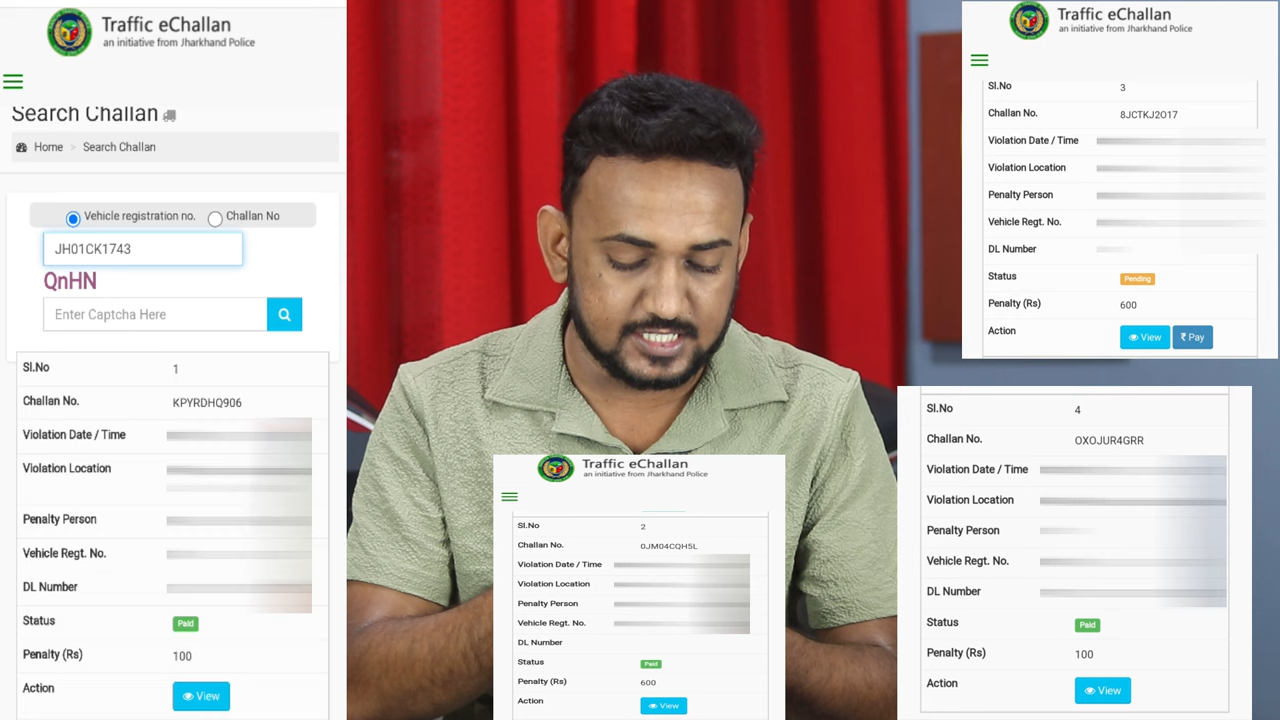 Traffic eChallan
an initiative from Jharkhand Police
Search Challan
Home > Search Challan
Vehicle registration no. Challan No
JH01CK1743
QnHN
Enter Captcha Here
Sl.No 1
Challan No. KPYRDHQ906
Violation Date / Time
Violation Location
Penalty Person
Vehicle Regt. No.
DL Number
Status Paid
Penalty (Rs) 100
Action View
Traffic eChallan
an initiative from Jharkhand Police
Sl.No 2
Challan No. 0JM04CQH5L
Violation Date / Time
Violation Location
Penalty Person
Vehicle Regt. No.
DL Number
Status Paid
Penalty (Rs) 600
Action View
Traffic eChallan
an initiative from Jharkhand Police
Sl.No 3
Challan No. 8JCTKJ2O17
Violation Date / Time
Violation Location
Penalty Person
Vehicle Regt. No.
DL Number
Status Pending
Penalty (Rs) 600
Action View ₹ Pay
Sl.No 4
Challan No. OXOJUR4GRR
Violation Date / Time
Violation Location
Penalty Person
Vehicle Regt. No.
DL Number
Status Paid
Penalty (Rs) 100
Action View